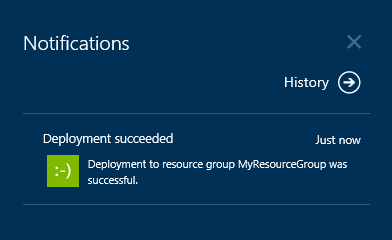 Notifications
History
Deployment succeeded
Just now
:-)
Deployment to resource group MyResourceGroup was
successful.